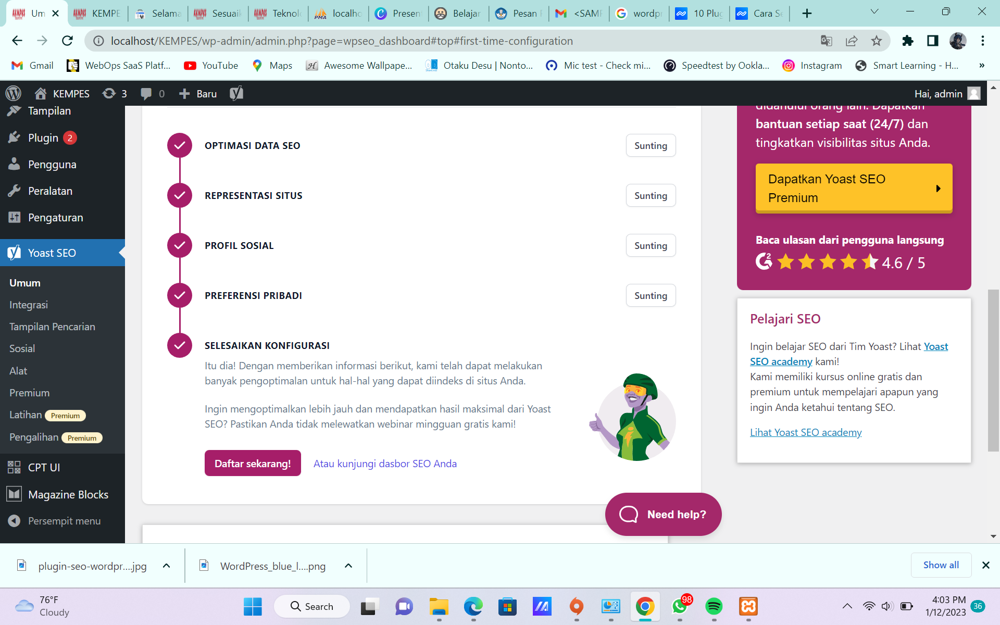 Um
KEMPE
Selama
Sesuaik
Teknolo
localho
Presen
Belajar
Pesan
<SAMP
wordpr
10 Plug
Cara Se
localhost/KEMPES/wp-admin/admin.php?page=wpseo_dashboard#top#first-time-configuration
Gmail
WebOps SaaS Platf...
YouTube
Maps
Awesome Wallpape...
Otaku Desu | Nonto...
Mic test - Check mi...
Speedtest by Ookla...
Instagram
Smart Learning - H...
»
KEMPES
3
0
Baru
Hai, admin
Tampilan
Plugin 2
Pengguna
Peralatan
Pengaturan
Yoast SEO
Umum
Integrasi
Tampilan Pencarian
Sosial
Alat
Premium
Latihan Premium
Pengalihan Premium
CPT UI
Magazine Blocks
Persempit menu
OPTIMASI DATA SEO
Sunting
REPRESENTASI SITUS
Sunting
PROFIL SOSIAL
Sunting
PREFERENSI PRIBADI
Sunting
SELESAIKAN KONFIGURASI
Itu dia! Dengan memberikan informasi berikut, kami telah dapat melakukan
banyak pengoptimalan untuk hal-hal yang dapat diindeks di situs Anda.
Ingin mengoptimalkan lebih jauh dan mendapatkan hasil maksimal dari Yoast
SEO? Pastikan Anda tidak melewatkan webinar mingguan gratis kami!
Daftar sekarang!
Atau kunjungi dasbor SEO Anda
didahului orang lain. Dapatkan
bantuan setiap saat (24/7) dan
tingkatkan visibilitas situs Anda.
Dapatkan Yoast SEO
Premium
Baca ulasan dari pengguna langsung
4.6 / 5
Pelajari SEO
Ingin belajar SEO dari Tim Yoast? Lihat Yoast
SEO academy kami!
Kami memiliki kursus online gratis dan
premium untuk mempelajari apapun yang
ingin Anda ketahui tentang SEO.
Lihat Yoast SEO academy
Need help?
plugin-seo-wordpr....jpg
WordPress_blue_l....png
Show all
76°F
Cloudy
Search
98
4:03 PM
1/12/2023
36